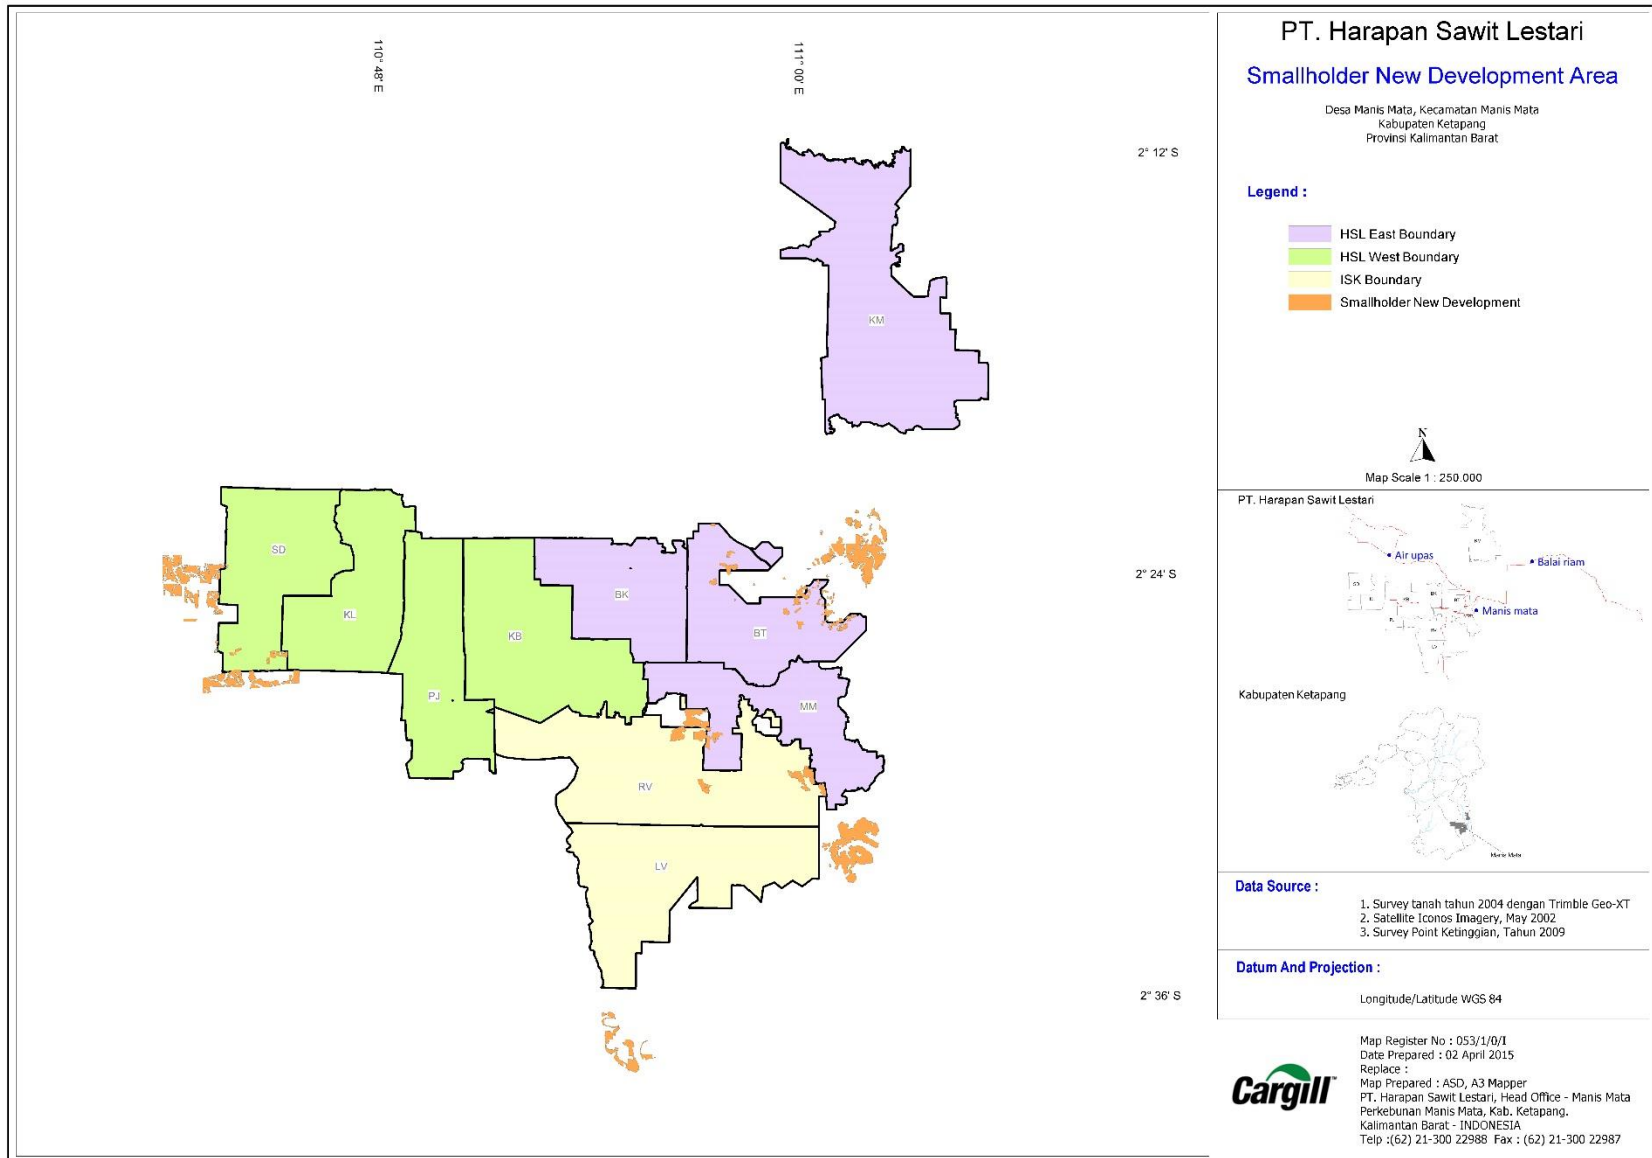 110° 48' E
111° 00' E
2° 12' S
2° 24' S
2° 36' S
KM
SD
KL
PJ
KB
BK
BT
MM
RV
LV
PT. Harapan Sawit Lestari
Smallholder New Development Area
Desa Manis Mata, Kecamatan Manis Mata
Kabupaten Ketapang
Provinsi Kalimantan Barat
Legend :
HSL East Boundary
HSL West Boundary
ISK Boundary
Smallholder New Development
N
Map Scale 1 : 250.000
PT. Harapan Sawit Lestari
Air upas
Balai riam
Manis mata
Kabupaten Ketapang
Manis Mata
Data Source :
1. Survey tanah tahun 2004 dengan Trimble Geo-XT
2. Satellite Iconos Imagery, May 2002
3. Survey Point Ketinggian, Tahun 2009
Datum And Projection :
Longitude/Latitude WGS 84
Cargill™
Map Register No : 053/1/0/I
Date Prepared : 02 April 2015
Replace :
Map Prepared : ASD, A3 Mapper
PT. Harapan Sawit Lestari, Head Office - Manis Mata
Perkebunan Manis Mata, Kab. Ketapang.
Kalimantan Barat - INDONESIA
Telp :(62) 21-300 22988 Fax : (62) 21-300 22987